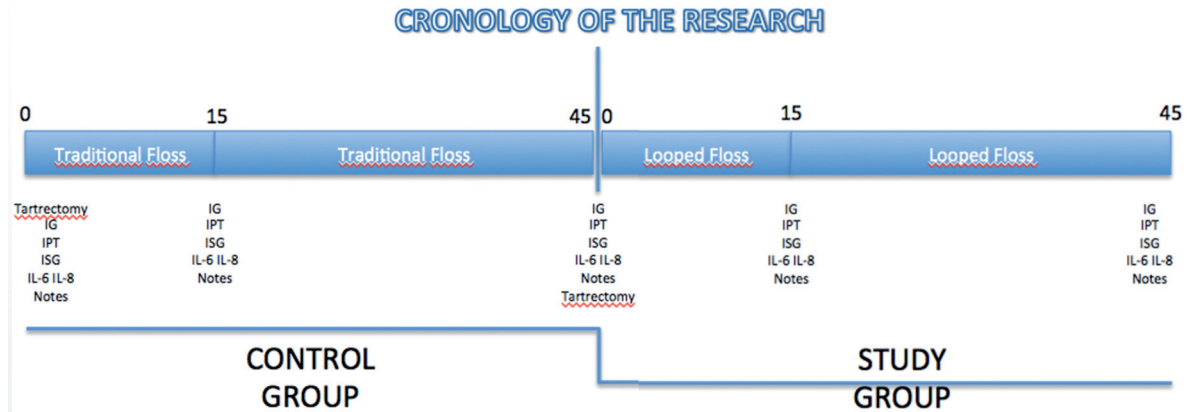 CRONOLOGY OF THE RESEARCH
0 15 45 0 15 45
Traditional Floss Traditional Floss Looped Floss Looped Floss
Tartrectomy
IG
IPT
ISG
IL-6 IL-8
Notes
IG
IPT
ISG
IL-6 IL-8
Notes
IG
IPT
ISG
IL-6 IL-8
Notes
Tartrectomy
IG
IPT
ISG
IL-6 IL-8
Notes
IG
IPT
ISG
IL-6 IL-8
Notes
CONTROL
GROUP
STUDY
GROUP